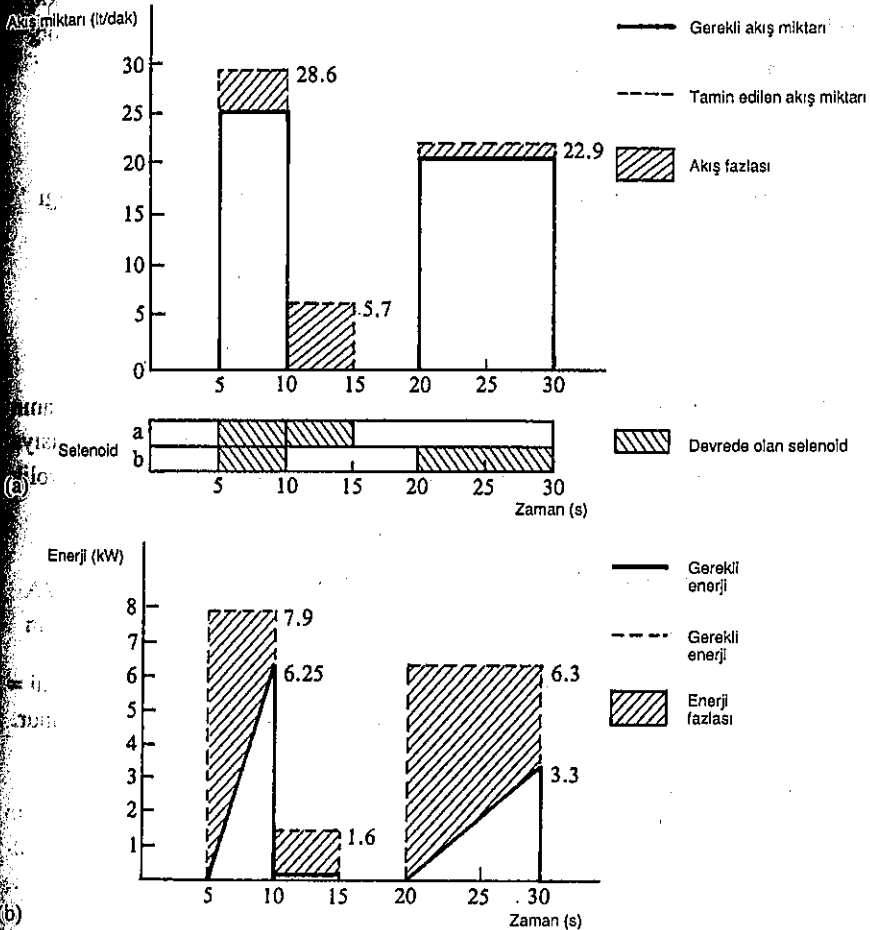 Akış miktarı (lt/dak)
30
25
20
15
10
5
0
28.6
5.7
22.9
5 10 15 20 25 30
Gerekli akış miktarı
Tamin edilen akış miktarı
Akış fazlası
Selenoid
a
b
5 10 15 20 25 30
Zaman (s)
Devrede olan selenoid
(a)
Enerji (kW)
8
7
6
5
4
3
2
1
7.9
6.25
1.6
6.3
3.3
5 10 15 20 25 30
Zaman (s)
Gerekli
enerji
Gerekli
enerji
Enerji
fazlası
(b)